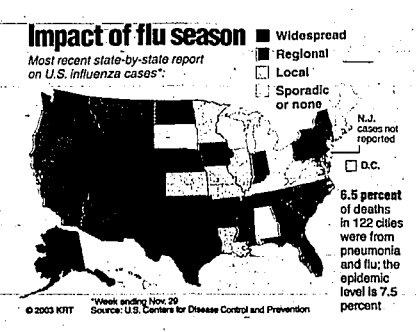 Impact of flu season
Most recent state-by-state report
on U.S. influenza cases*:
Widespread
Regional
Local
Sporadic
or none
N.J.
cases not
reported
D.C.
6.5 percent
of deaths
in 122 cities
were from
pneumonia
and flu; the
epidemic
level is 7.5
percent
*Week ending Nov. 29
© 2003 KRT
Source: U.S. Centers for Disease Control and Prevention